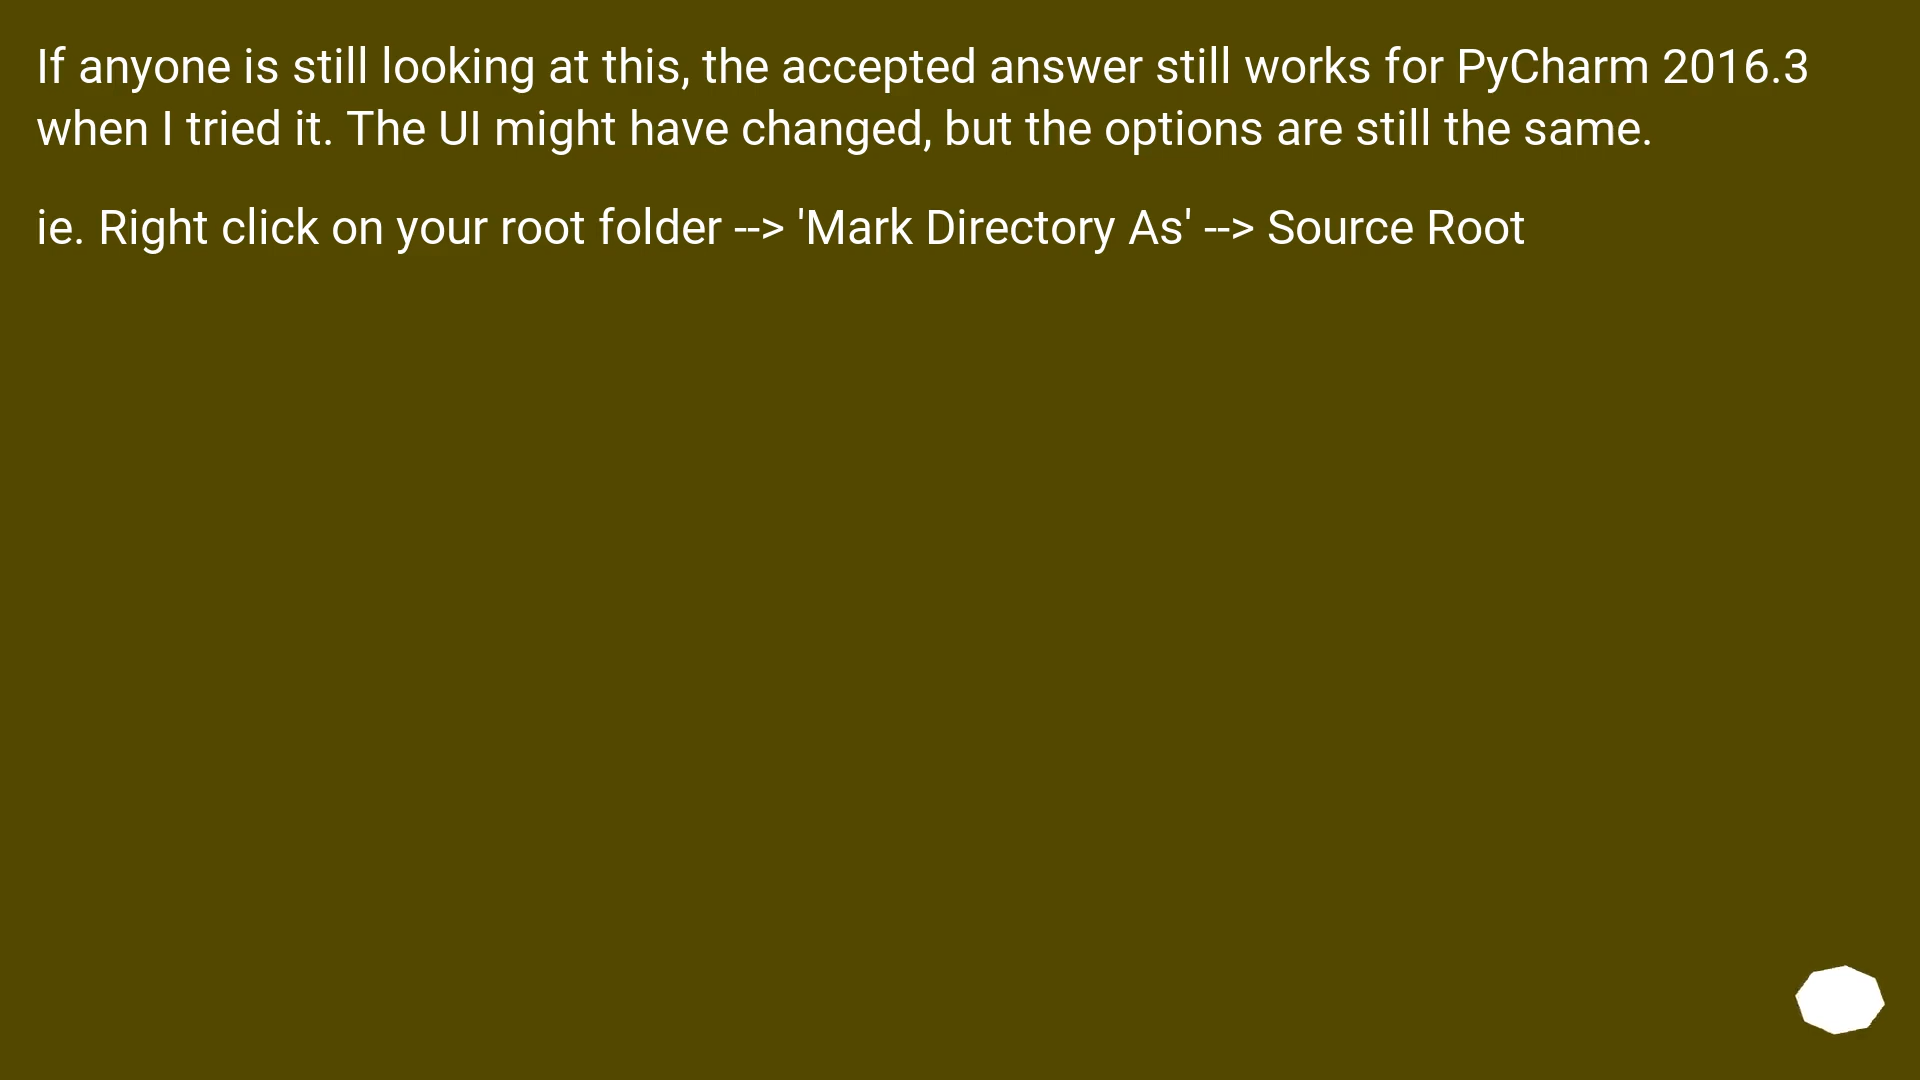 If anyone is still looking at this, the accepted answer still works for PyCharm 2016.3
when I tried it. The UI might have changed, but the options are still the same.
ie. Right click on your root folder --> 'Mark Directory As' --> Source Root